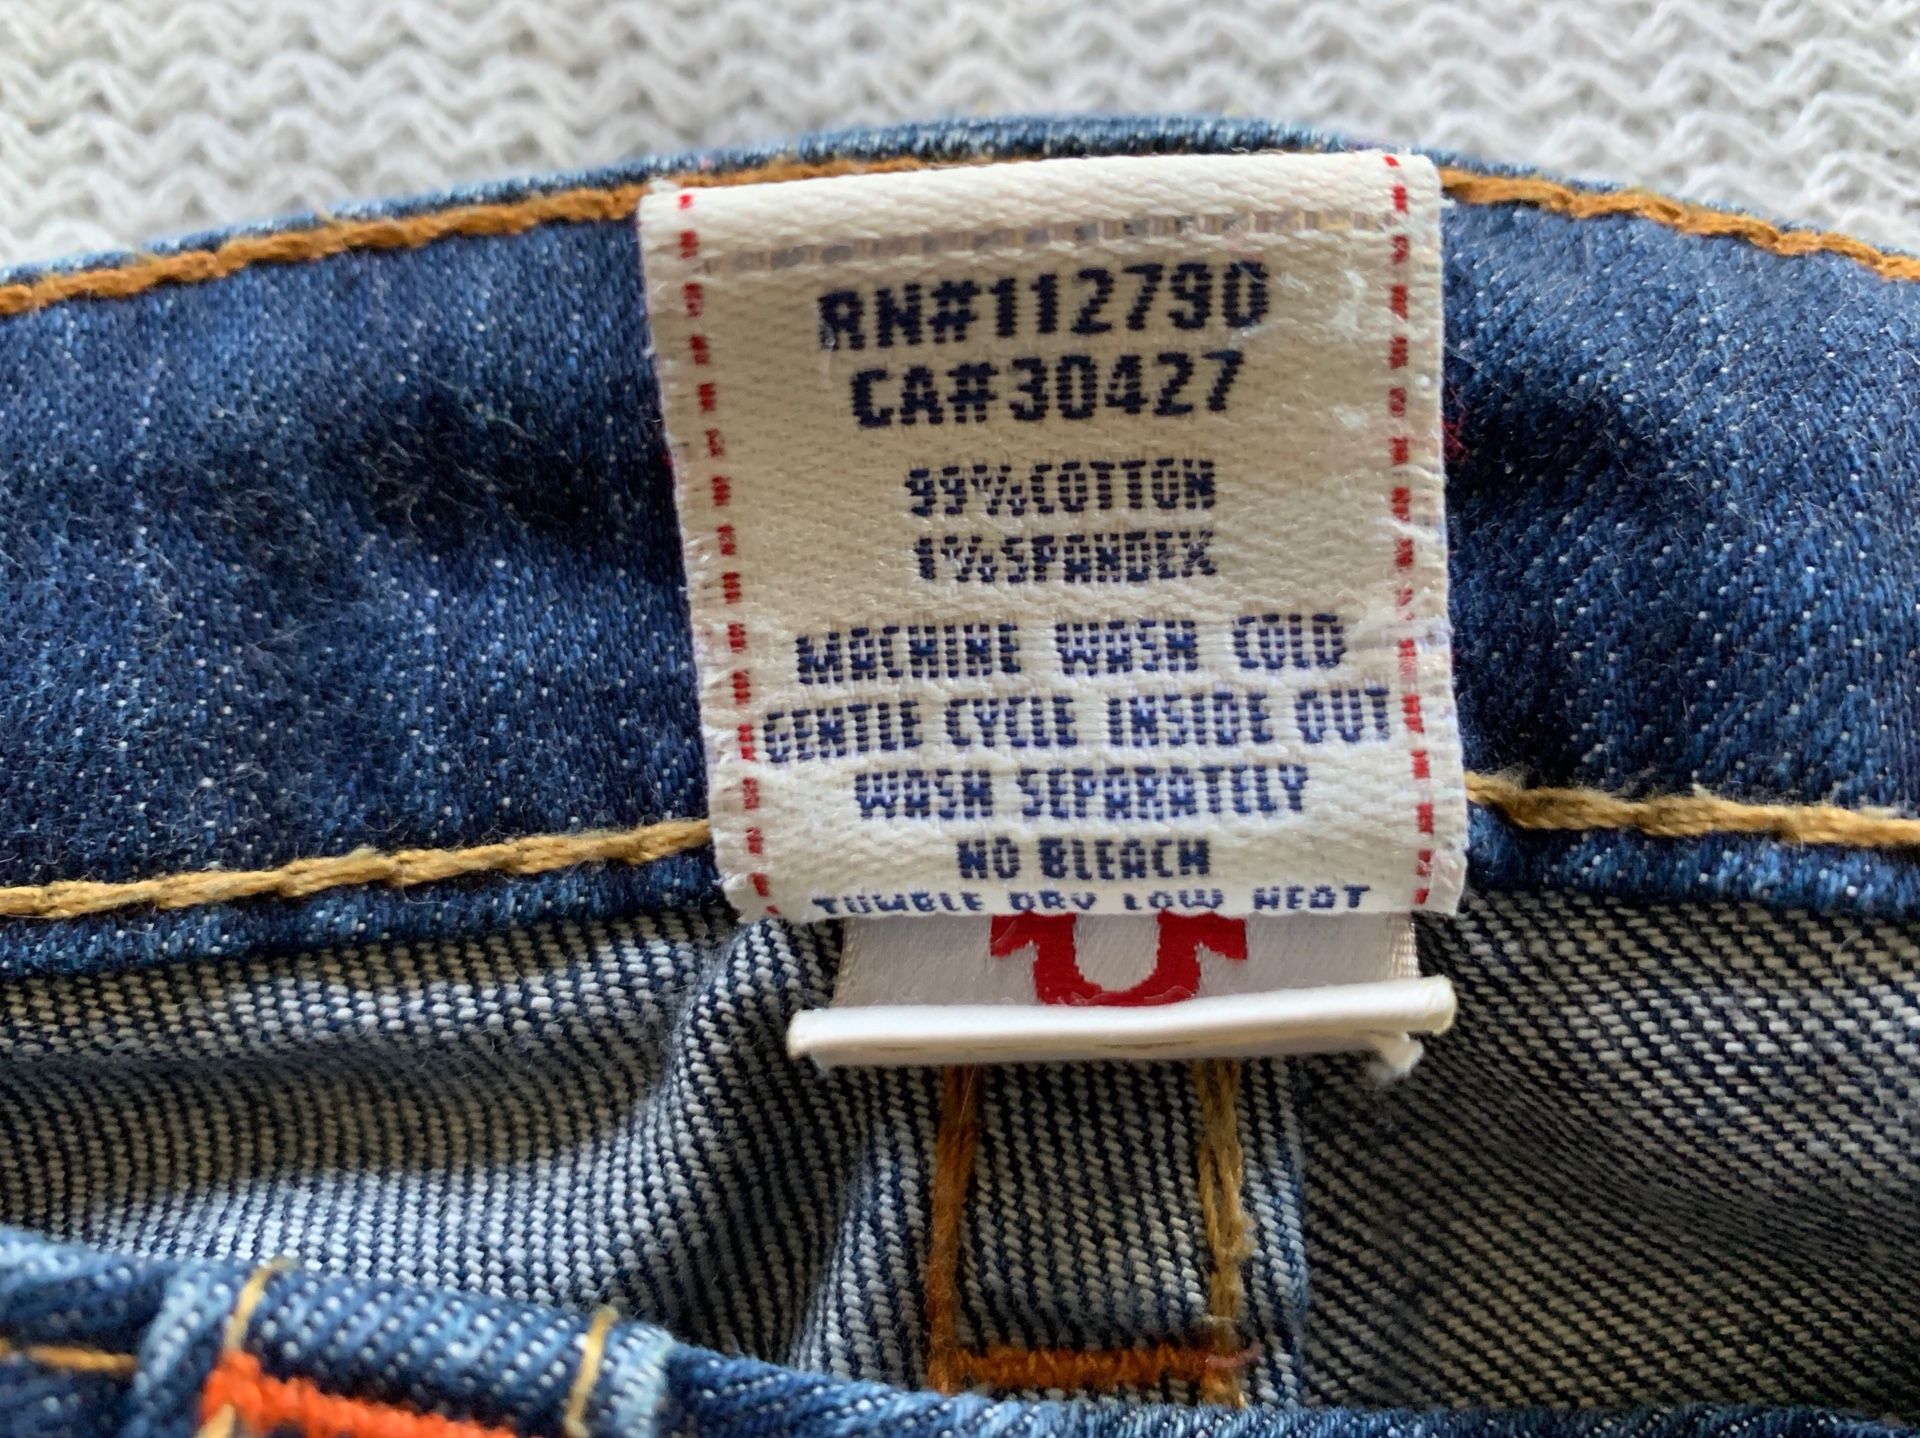 RN#112790
CA#30427
99%COTTON
1%SPANDEX
MACHINE WASH COLD
GENTLE CYCLE INSIDE OUT
WASH SEPARATELY
NO BLEACH
TUMBLE DRY LOW HEAT